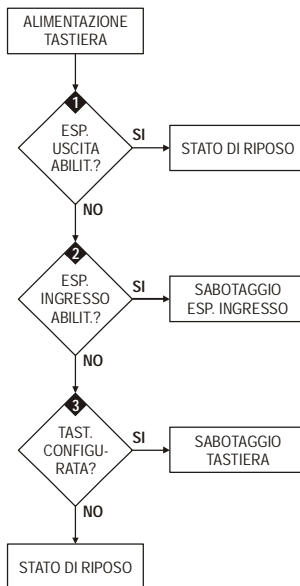 ALIMENTAZIONE
TASTIERA
1
ESP.
USCITA
ABILIT.?
SI
STATO DI RIPOSO
NO
2
ESP.
INGRESSO
ABILIT.?
SI
SABOTAGGIO
ESP. INGRESSO
NO
3
TAST.
CONFIGU-
RATA?
SI
SABOTAGGIO
TASTIERA
NO
STATO DI RIPOSO